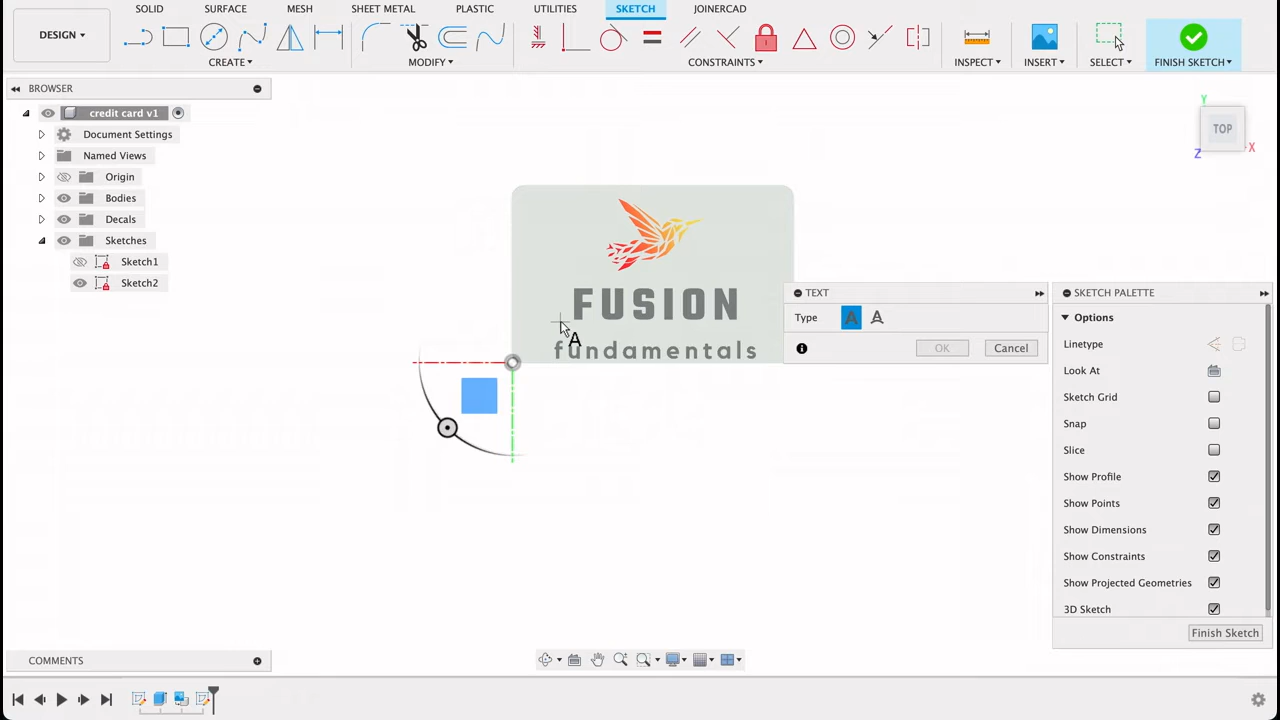 SOLID SURFACE MESH SHEET METAL PLASTIC UTILITIES SKETCH JOINERCAD
DESIGN
CREATE MODIFY CONSTRAINTS INSPECT INSERT SELECT FINISH SKETCH
BROWSER
credit card v1
Document Settings
Named Views
Origin
Bodies
Decals
Sketches
Sketch1
Sketch2
Y
TOP
X
Z
FUSION
fundamentals
A
TEXT
Type A A
OK Cancel
SKETCH PALETTE
Options
Linetype
Look At
Sketch Grid
Snap
Slice
Show Profile
Show Points
Show Dimensions
Show Constraints
Show Projected Geometries
3D Sketch
Finish Sketch
COMMENTS